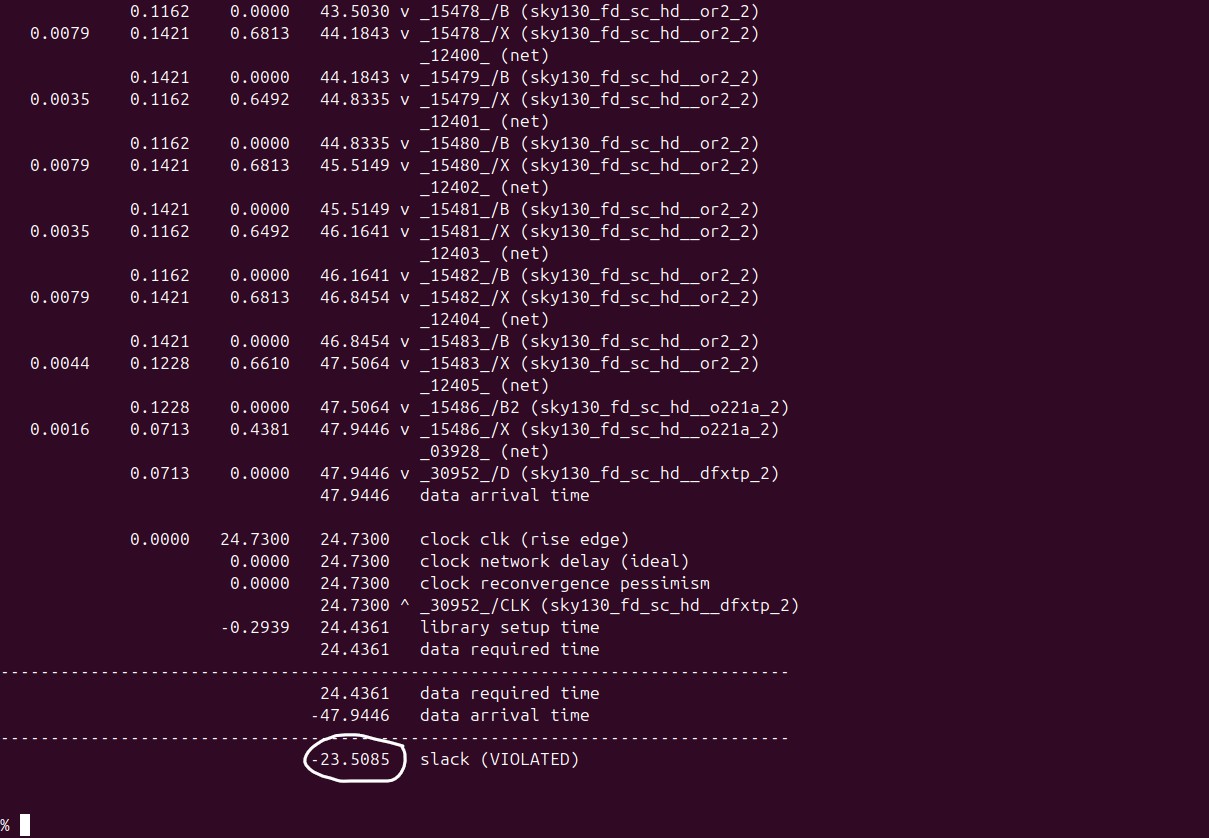 0.1162 0.0000 43.5030 v _15478_/B (sky130_fd_sc_hd__or2_2)
0.0079 0.1421 0.6813 44.1843 v _15478_/X (sky130_fd_sc_hd__or2_2)
_12400_ (net)
0.1421 0.0000 44.1843 v _15479_/B (sky130_fd_sc_hd__or2_2)
0.0035 0.1162 0.6492 44.8335 v _15479_/X (sky130_fd_sc_hd__or2_2)
_12401_ (net)
0.1162 0.0000 44.8335 v _15480_/B (sky130_fd_sc_hd__or2_2)
0.0079 0.1421 0.6813 45.5149 v _15480_/X (sky130_fd_sc_hd__or2_2)
_12402_ (net)
0.1421 0.0000 45.5149 v _15481_/B (sky130_fd_sc_hd__or2_2)
0.0035 0.1162 0.6492 46.1641 v _15481_/X (sky130_fd_sc_hd__or2_2)
_12403_ (net)
0.1162 0.0000 46.1641 v _15482_/B (sky130_fd_sc_hd__or2_2)
0.0079 0.1421 0.6813 46.8454 v _15482_/X (sky130_fd_sc_hd__or2_2)
_12404_ (net)
0.1421 0.0000 46.8454 v _15483_/B (sky130_fd_sc_hd__or2_2)
0.0044 0.1228 0.6610 47.5064 v _15483_/X (sky130_fd_sc_hd__or2_2)
_12405_ (net)
0.1228 0.0000 47.5064 v _15486_/B2 (sky130_fd_sc_hd__o221a_2)
0.0016 0.0713 0.4381 47.9446 v _15486_/X (sky130_fd_sc_hd__o221a_2)
_03928_ (net)
0.0713 0.0000 47.9446 v _30952_/D (sky130_fd_sc_hd__dfxtp_2)
47.9446 data arrival time
0.0000 24.7300 24.7300 clock clk (rise edge)
0.0000 24.7300 clock network delay (ideal)
0.0000 24.7300 clock reconvergence pessimism
24.7300 ^ _30952_/CLK (sky130_fd_sc_hd__dfxtp_2)
-0.2939 24.4361 library setup time
24.4361 data required time
-------------------------------------------------------------------------------
24.4361 data required time
-47.9446 data arrival time
-------------------------------------------------------------------------------
-23.5085 slack (VIOLATED)
%